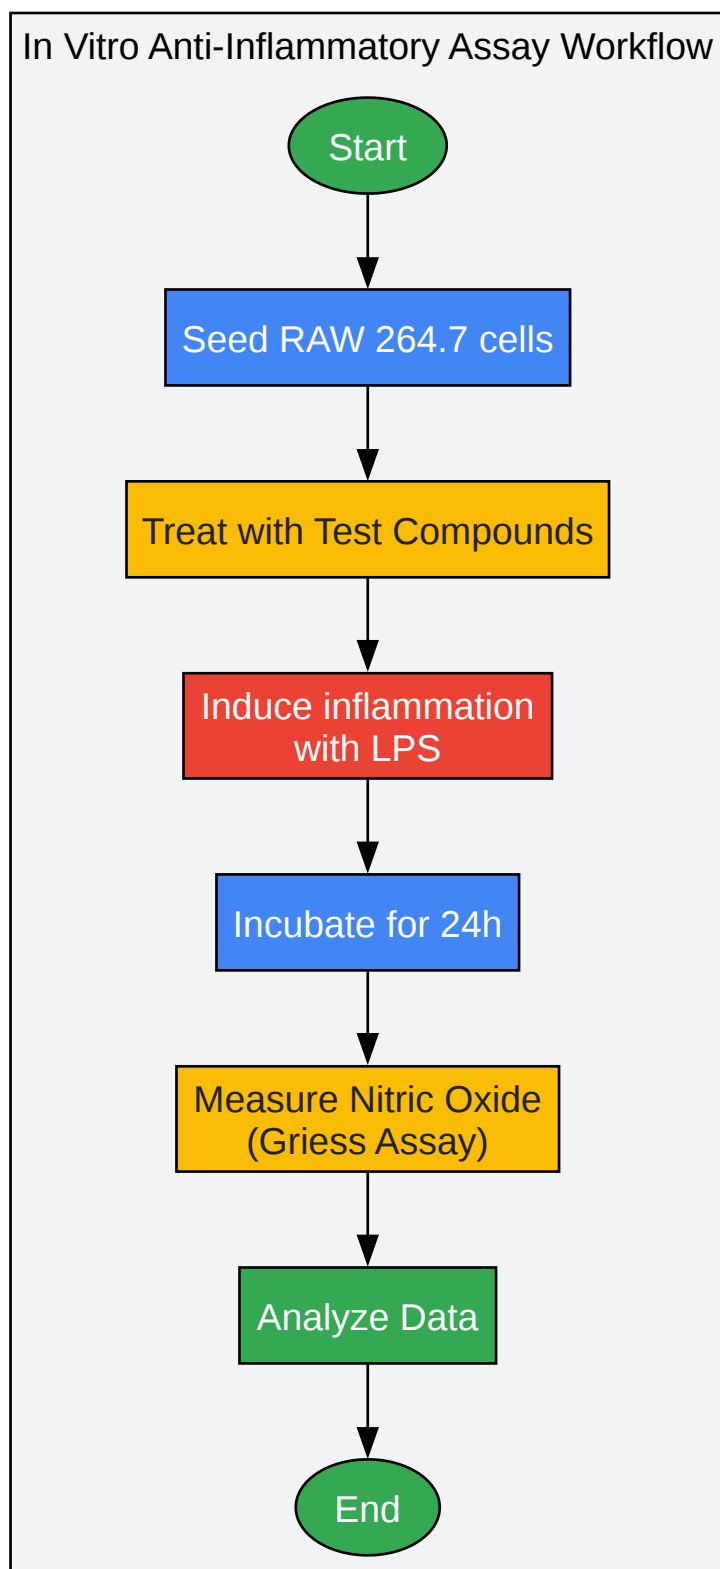 In Vitro Anti-Inflammatory Assay Workflow
Start
Seed RAW 264.7 cells
Treat with Test Compounds
Induce inflammation
with LPS
Incubate for 24h
Measure Nitric Oxide
(Griess Assay)
Analyze Data
End